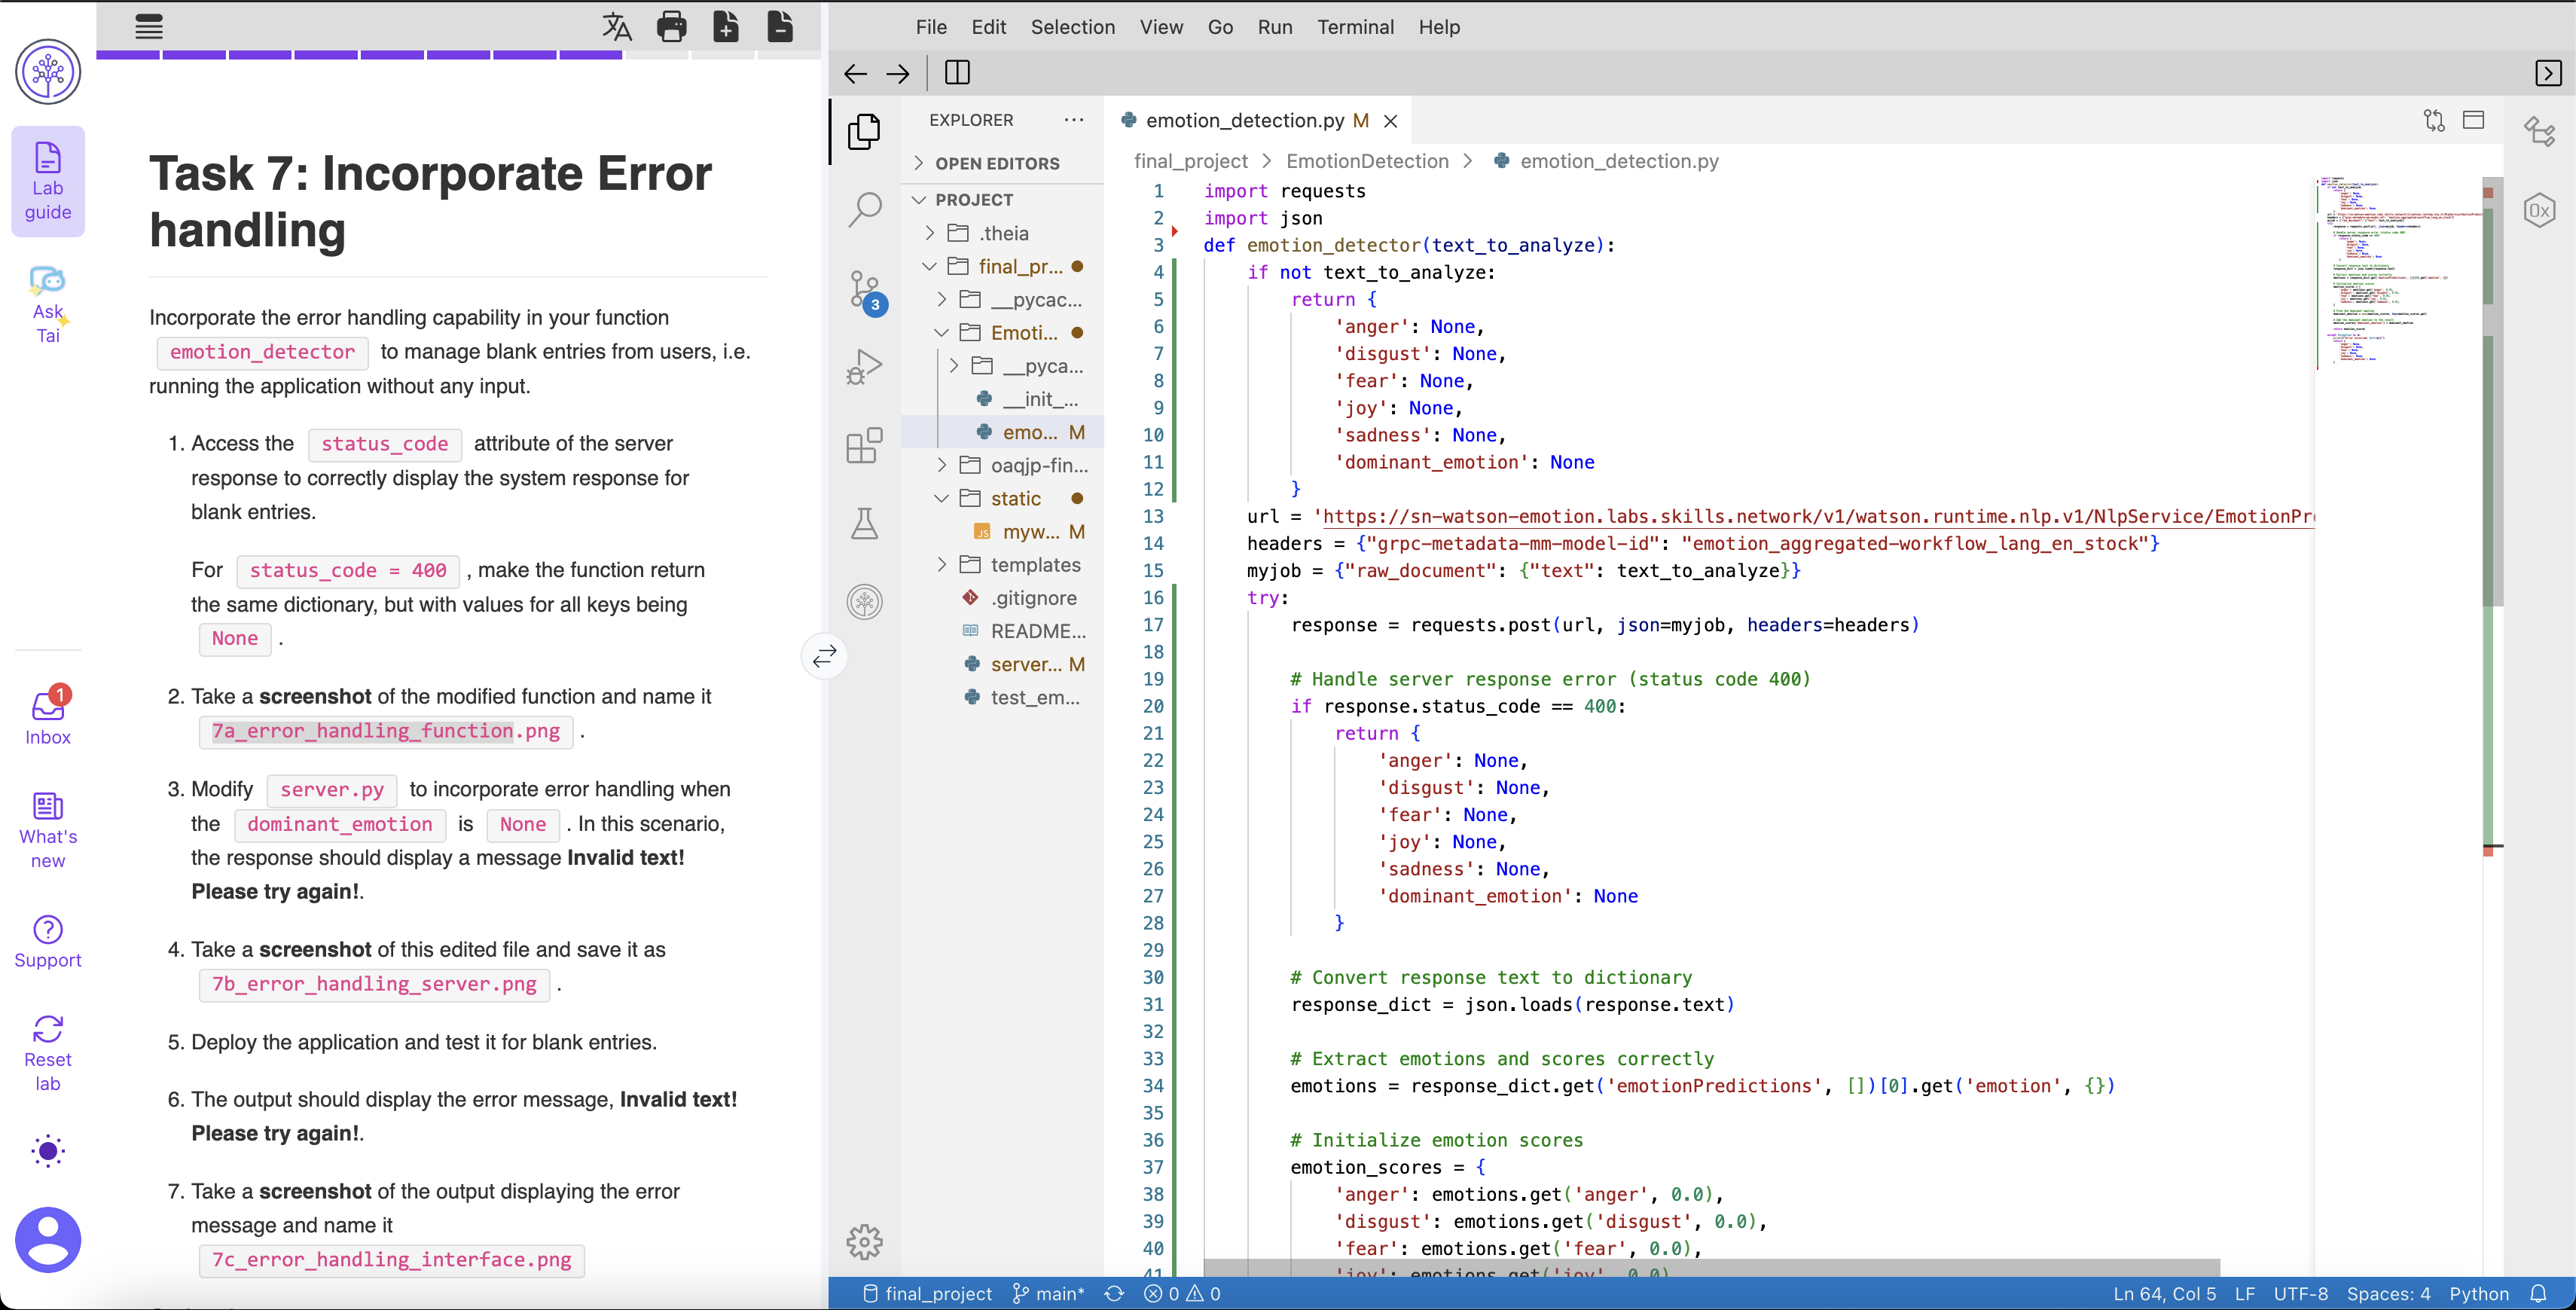 File Edit Selection View Go Run Terminal Help
Lab guide
Ask Tai
1
Inbox
What's new
Support
Reset lab
Task 7: Incorporate Error handling
Incorporate the error handling capability in your function
emotion_detector to manage blank entries from users, i.e.
running the application without any input.
1. Access the status_code attribute of the server
response to correctly display the system response for
blank entries.
For status_code = 400 , make the function return
the same dictionary, but with values for all keys being
None .
2. Take a screenshot of the modified function and name it
7a_error_handling_function.png .
3. Modify server.py to incorporate error handling when
the dominant_emotion is None . In this scenario,
the response should display a message Invalid text!
Please try again!.
4. Take a screenshot of this edited file and save it as
7b_error_handling_server.png .
5. Deploy the application and test it for blank entries.
6. The output should display the error message, Invalid text!
Please try again!.
7. Take a screenshot of the output displaying the error
message and name it
7c_error_handling_interface.png
3
EXPLORER ...
OPEN EDITORS
PROJECT
.theia
final_pr...
__pycac...
Emoti...
__pyca...
__init_...
emo... M
oaqjp-fin...
static
myw... M
templates
.gitignore
README...
server... M
test_em...
emotion_detection.py M
final_project > EmotionDetection > emotion_detection.py
1 import requests
2 import json
3 def emotion_detector(text_to_analyze):
4 if not text_to_analyze:
5 return {
6 'anger': None,
7 'disgust': None,
8 'fear': None,
9 'joy': None,
10 'sadness': None,
11 'dominant_emotion': None
12 }
13 url = 'https://sn-watson-emotion.labs.skills.network/v1/watson.runtime.nlp.v1/NlpService/EmotionPr
14 headers = {"grpc-metadata-mm-model-id": "emotion_aggregated-workflow_lang_en_stock"}
15 myjob = {"raw_document": {"text": text_to_analyze}}
16 try:
17 response = requests.post(url, json=myjob, headers=headers)
18
19 # Handle server response error (status code 400)
20 if response.status_code == 400:
21 return {
22 'anger': None,
23 'disgust': None,
24 'fear': None,
25 'joy': None,
26 'sadness': None,
27 'dominant_emotion': None
28 }
29
30 # Convert response text to dictionary
31 response_dict = json.loads(response.text)
32
33 # Extract emotions and scores correctly
34 emotions = response_dict.get('emotionPredictions', [])[0].get('emotion', {})
35
36 # Initialize emotion scores
37 emotion_scores = {
38 'anger': emotions.get('anger', 0.0),
39 'disgust': emotions.get('disgust', 0.0),
40 'fear': emotions.get('fear', 0.0),
41 'joy': emotions.get('joy', 0.0)
final_project main* 0 0 Ln 64, Col 5 LF UTF-8 Spaces: 4 Python